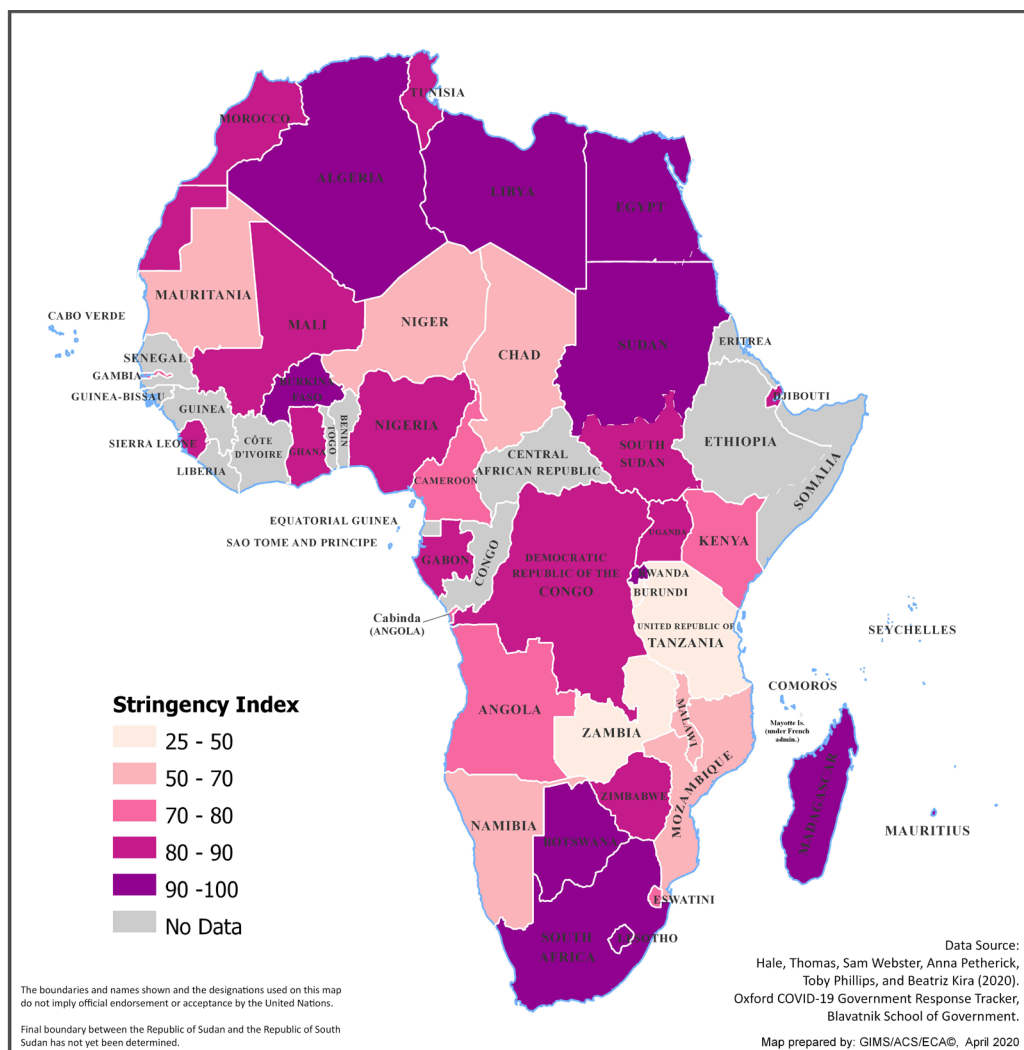 TUNISIA
MOROCCO
ALGERIA
LIBYA
EGYPT
MAURITANIA
CABO VERDE
MALI
NIGER
SUDAN
ERITREA
CHAD
SENEGAL
GAMBIA
BURKINA
FASO
DJIBOUTI
GUINEA-BISSAU
GUINEA
NIGERIA
BENIN
TOGO
SIERRA LEONE
CÔTE
D'IVOIRE
GHANA
SOUTH
SUDAN
ETHIOPIA
CENTRAL
AFRICAN REPUBLIC
LIBERIA
CAMEROON
SOMALIA
EQUATORIAL GUINEA
SAO TOME AND PRINCIPE
UGANDA
KENYA
GABON
CONGO
DEMOCRATIC
REPUBLIC OF THE
CONGO
RWANDA
BURUNDI
Cabinda
(ANGOLA)
UNITED REPUBLIC OF
TANZANIA
SEYCHELLES
COMOROS
Mayotte Is.
(under French
admin.)
ANGOLA
MALAWI
ZAMBIA
MOZAMBIQUE
ZIMBABWE
MADAGASCAR
NAMIBIA
BOTSWANA
MAURITIUS
ESWATINI
SOUTH
AFRICA
LESOTHO
Stringency Index
25 - 50
50 - 70
70 - 80
80 - 90
90 -100
No Data
The boundaries and names shown and the designations used on this map
do not imply official endorsement or acceptance by the United Nations.
Final boundary between the Republic of Sudan and the Republic of South
Sudan has not yet been determined.
Data Source:
Hale, Thomas, Sam Webster, Anna Petherick,
Toby Phillips, and Beatriz Kira (2020).
Oxford COVID-19 Government Response Tracker,
Blavatnik School of Government.
Map prepared by: GIMS/ACS/ECA©, April 2020